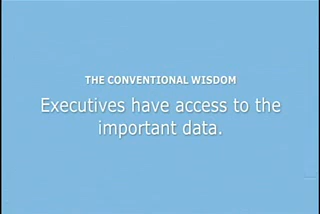 THE CONVENTIONAL WISDOM
Executives have access to the
important data.